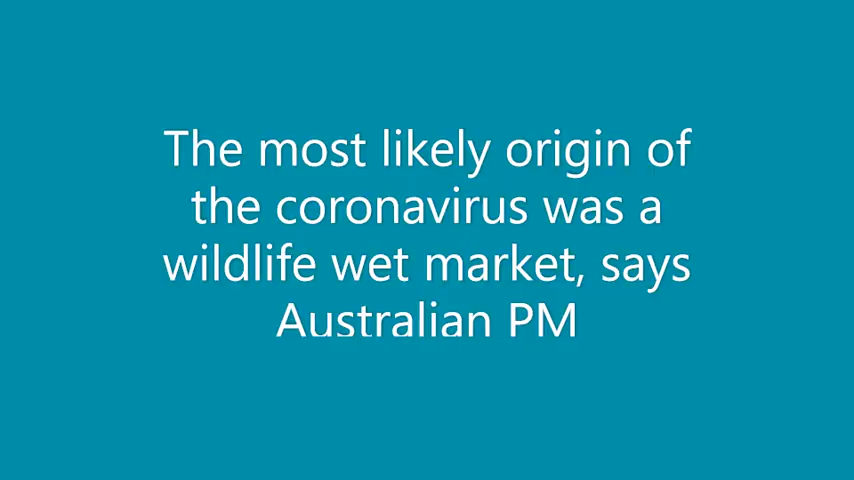 The most likely origin of
the coronavirus was a
wildlife wet market, says
Australian PM